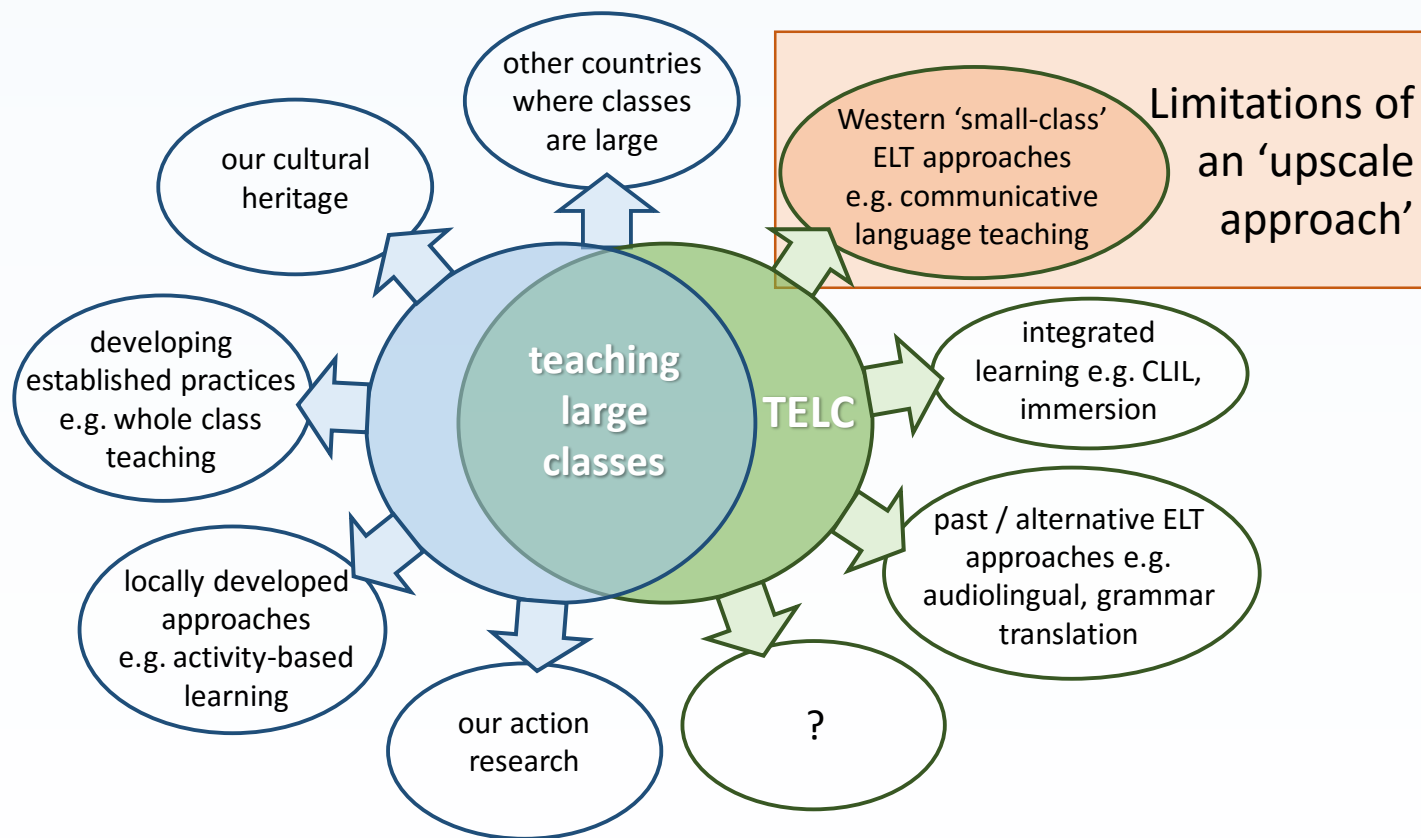 other countries
where classes
are large
Western ‘small-class’
ELT approaches
e.g. communicative
language teaching
Limitations of
an ‘upscale
approach’
our cultural
heritage
developing
established practices
e.g. whole class
teaching
teaching
large
classes
TELC
integrated
learning e.g. CLIL,
immersion
past / alternative ELT
approaches e.g.
audiolingual, grammar
translation
locally developed
approaches
e.g. activity-based
learning
our action
research
?